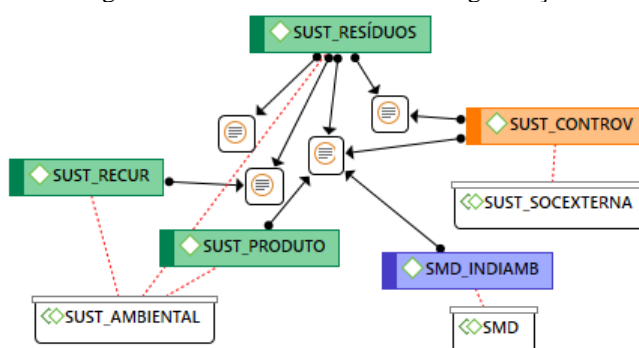 SUST_RESÍDUOS
SUST_CONTROV
SUST_RECUR
SUST_SOCEXTERNA
SUST_PRODUTO
SMD_INDIAMB
SUST_AMBIENTAL
SMD